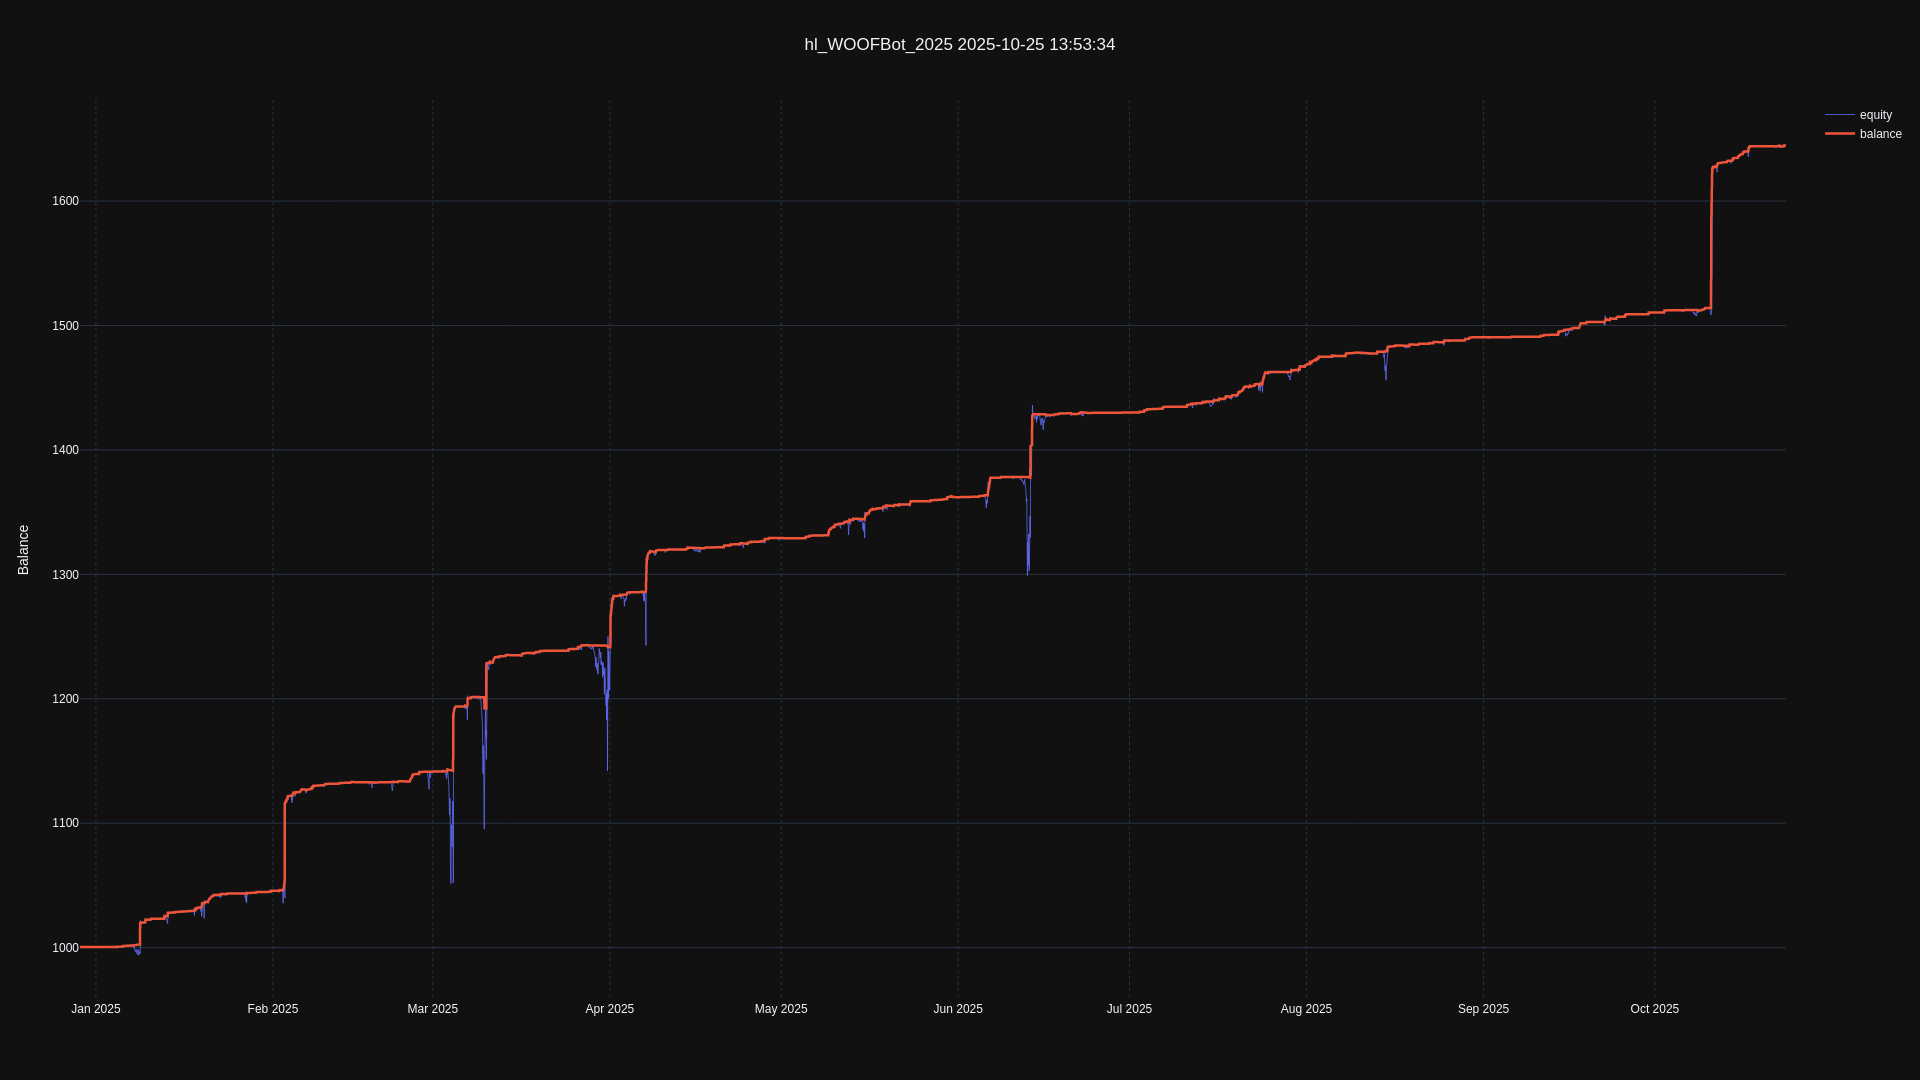 hl_WOOFBot_2025 2025-10-25 13:53:34
equity
balance
1600
1500
1400
1300
1200
1100
1000
Balance
Jan 2025
Feb 2025
Mar 2025
Apr 2025
May 2025
Jun 2025
Jul 2025
Aug 2025
Sep 2025
Oct 2025